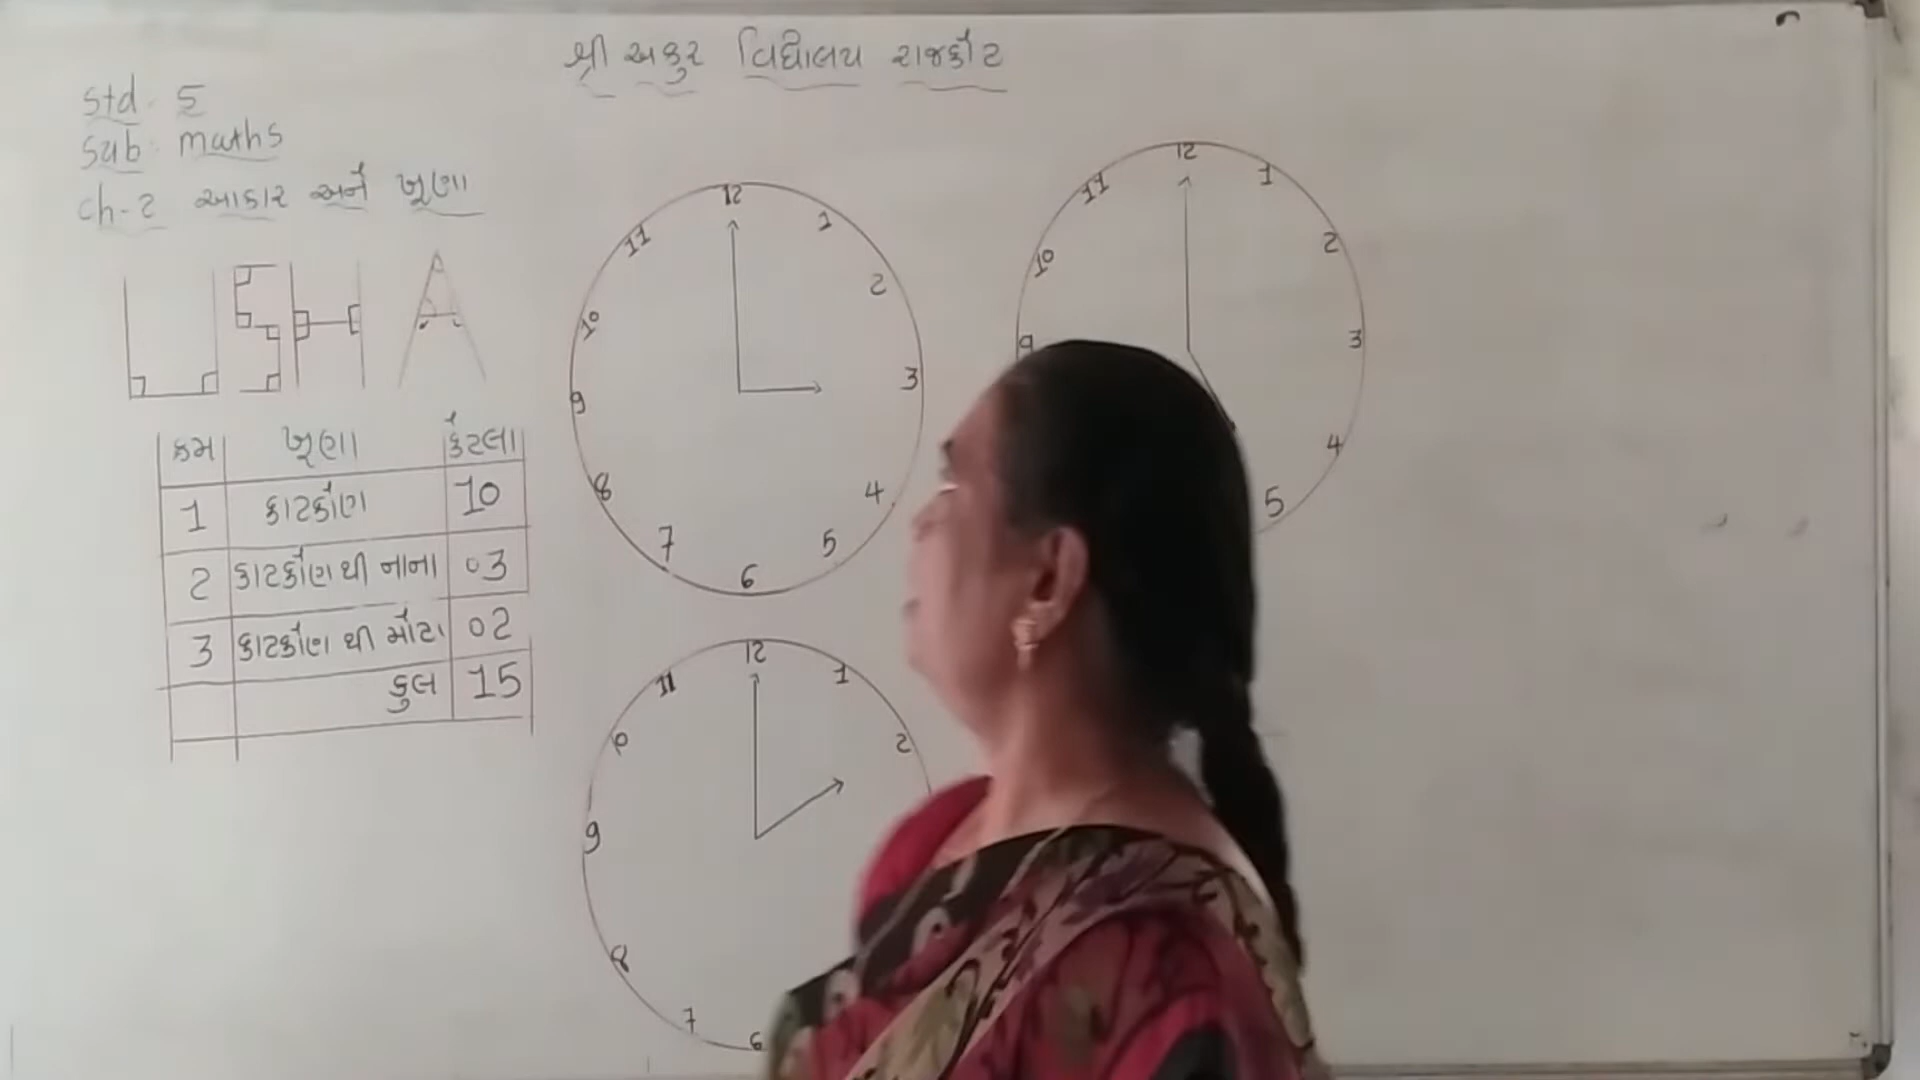 શ્રી અકુર વિદ્યાલય રાજકોટ
Std. 5
Sub. maths
Ch-2 આકાર અને ખૂણા
USHA
ક્રમ ખૂણા કેટલા
1 કાટકોણ 10
2 કાટકોણ થી નાના 03
3 કાટકોણ થી મોટા 02
કુલ 15
12
11 1
10 2
9 3
8 4
7 5
6
12
11 1
10 2
9 3
4
5
12
11 1
2
9
8
7
6